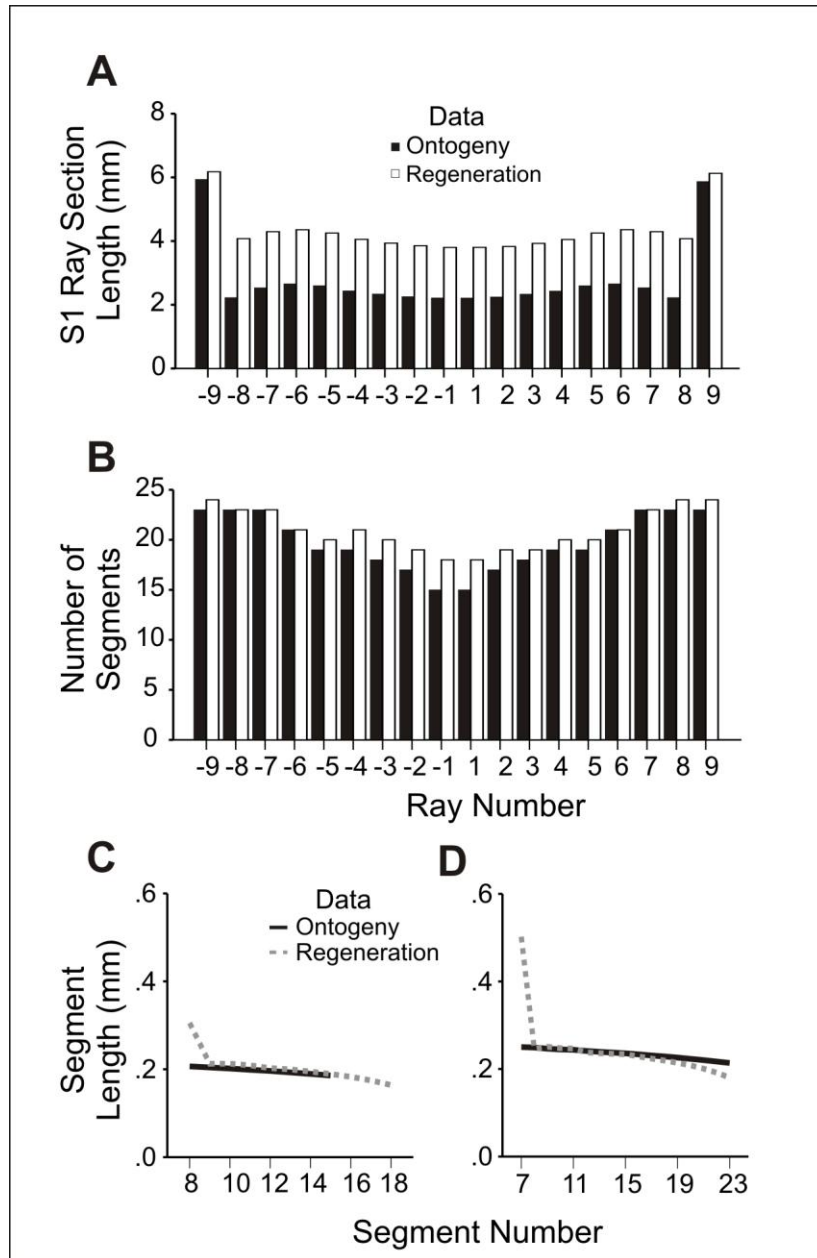 A
S1 Ray Section
Length (mm)
8
6
4
2
0
Data
Ontogeny
Regeneration
-9 -8 -7 -6 -5 -4 -3 -2 -1 1 2 3 4 5 6 7 8 9
B
Number of
Segments
25
20
15
10
5
0
-9 -8 -7 -6 -5 -4 -3 -2 -1 1 2 3 4 5 6 7 8 9
Ray Number
C
Segment
Length (mm)
.6
.4
.2
.0
Data
Ontogeny
Regeneration
8 10 12 14 16 18
D
.6
.4
.2
.0
7 11 15 19 23
Segment Number